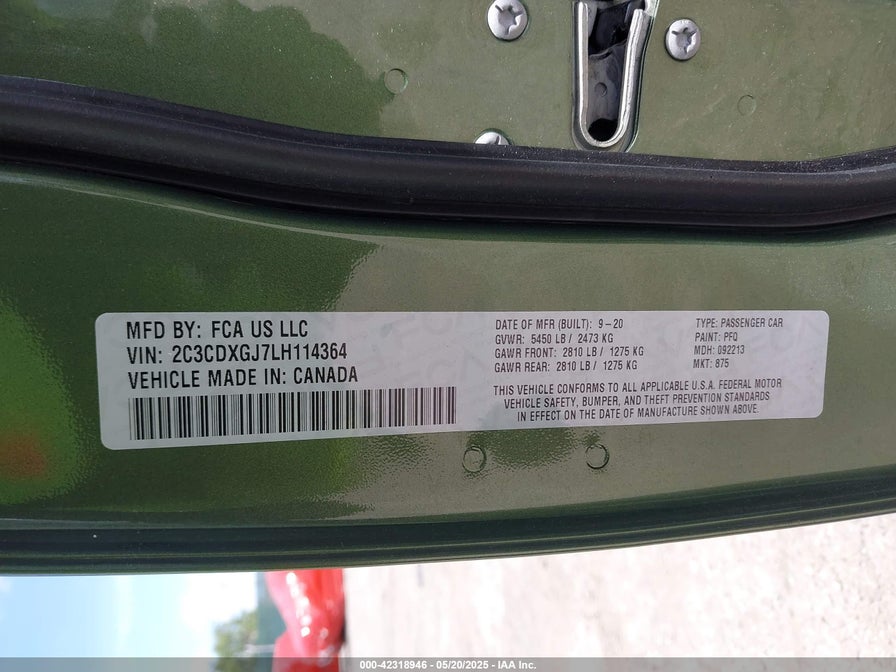 MFD BY: FCA US LLC
VIN: 2C3CDXGJ7LH114364
VEHICLE MADE IN: CANADA
DATE OF MFR (BUILT): 9-20
GVWR: 5450 LB / 2473 KG
GAWR FRONT: 2810 LB / 1275 KG
GAWR REAR: 2810 LB / 1275 KG
TYPE: PASSENGER CAR
PAINT: PFQ
MDH: 092213
MKT: 875
THIS VEHICLE CONFORMS TO ALL APPLICABLE U.S.A. FEDERAL MOTOR
VEHICLE SAFETY, BUMPER, AND THEFT PREVENTION STANDARDS
IN EFFECT ON THE DATE OF MANUFACTURE SHOWN ABOVE.
000-42318946 - 05/20/2025 - IAA Inc.